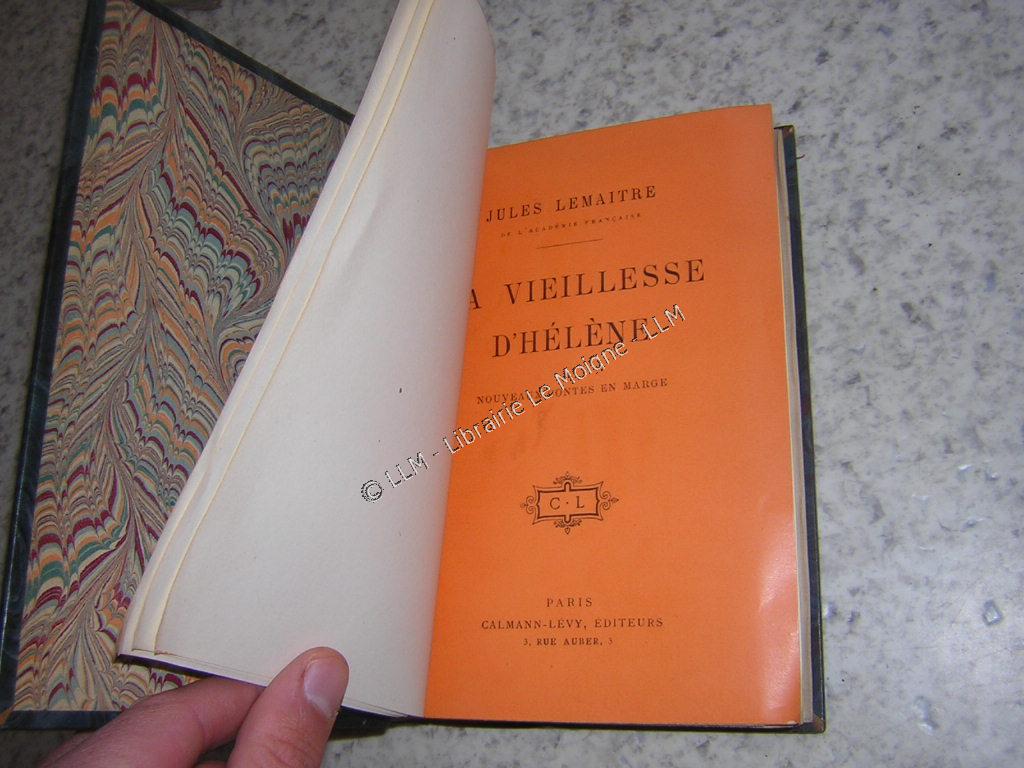 JULES LEMAITRE
DE L'ACADÉMIE FRANÇAISE
A VIEILLESSE
D'HÉLÈNE
NOUVEAUX CONTES EN MARGE
C · L
PARIS
CALMANN-LÉVY, ÉDITEURS
3, RUE AUBER, 3
© LLM - Librairie Le Moigne - LLM